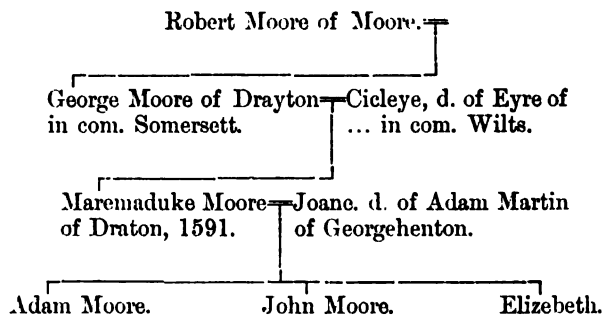 Robert Moore of Moore.
George Moore of Drayton Cicleye, d. of Eyre of
in com. Somersett. ... in com. Wilts.
Maremaduke Moore Joane. d. of Adam Martin
of Draton, 1591. of Georgehenton.
Adam Moore. John Moore. Elizebeth.